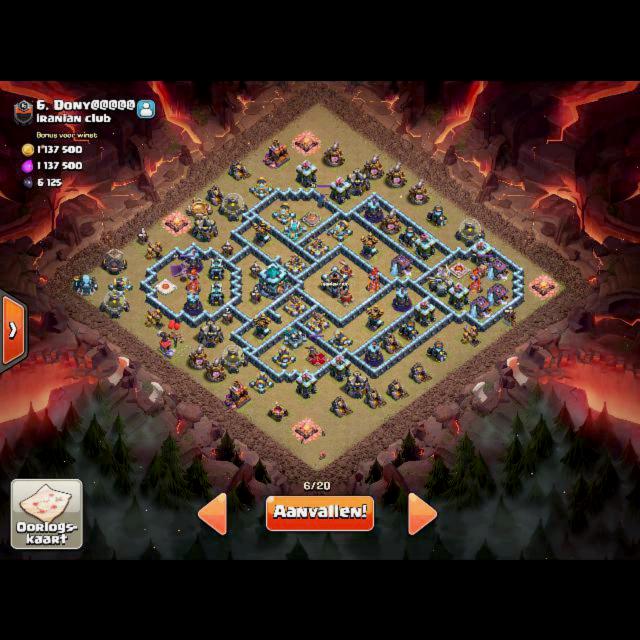 6. Dony@@@@@
Iranian club
Bonus voor winst
1'137 500
1 137 500
6 125
6/20
Aanvallen!
Oorlogs-
kaart